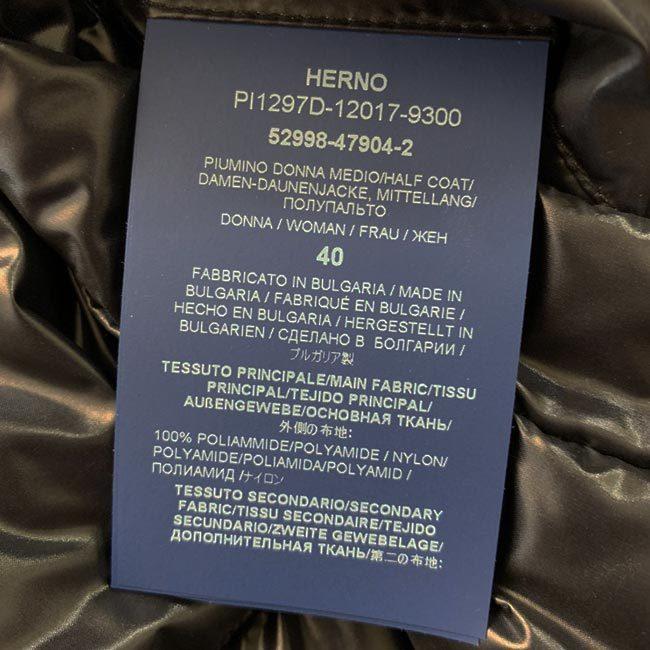 HERNO
PI1297D-12017-9300
52998-47904-2
PIUMINO DONNA MEDIO/HALF COAT/
DAMEN-DAUNENJACKE, MITTELLANG/
ПОЛУПАЛЬТО
DONNA / WOMAN / FRAU / ЖЕН
40
FABBRICATO IN BULGARIA / MADE IN
BULGARIA / FABRIQUÉ EN BULGARIE /
HECHO EN BULGARIA / HERGESTELLT IN
BULGARIEN / СДЕЛАНО В БОЛГАРИИ /
ブルガリア製
TESSUTO PRINCIPALE/MAIN FABRIC/TISSU
PRINCIPAL/TEJIDO PRINCIPAL/
AUßENGEWEBE/ОСНОВНАЯ ТКАНЬ/
外側の布地:
100% POLIAMMIDE/POLYAMIDE / NYLON/
POLYAMIDE/POLIAMIDA/POLYAMID /
ПОЛИАМИД /ナイロン
TESSUTO SECONDARIO/SECONDARY
FABRIC/TISSU SECONDAIRE/TEJIDO
SECUNDARIO/ZWEITE GEWEBELAGE/
ДОПОЛНИТЕЛЬНАЯ ТКАНЬ/第二の布地: